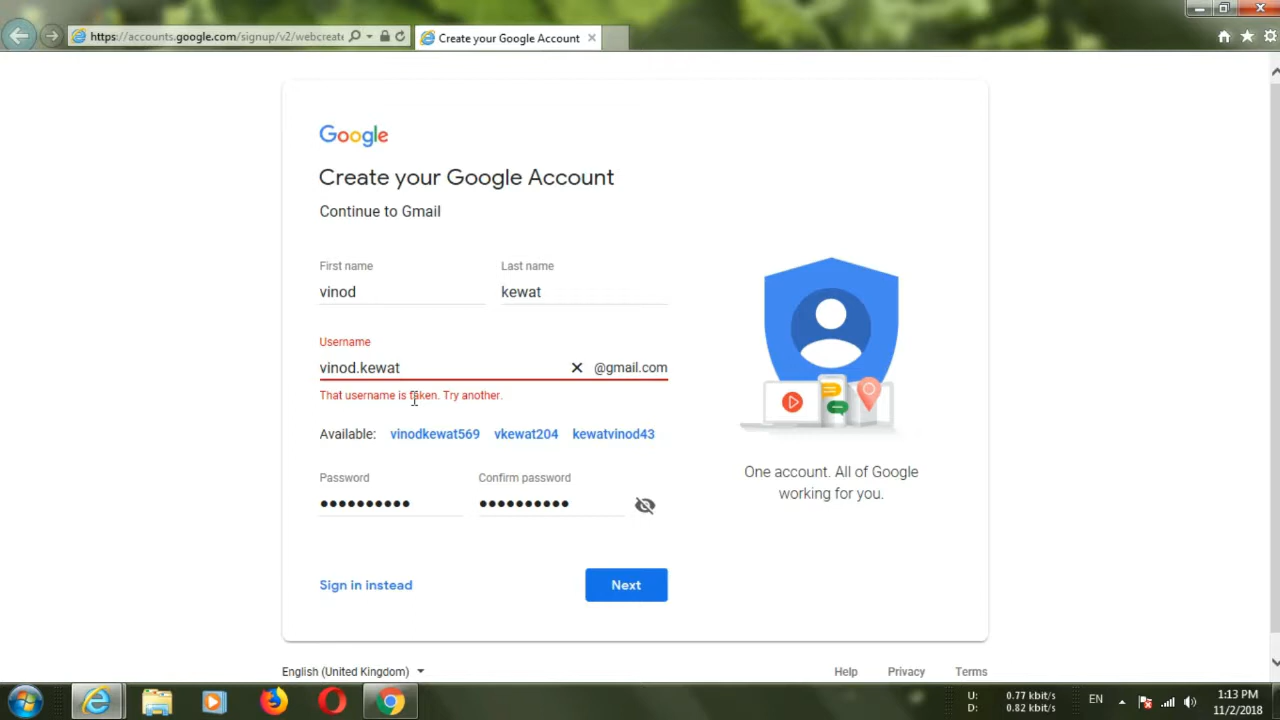 https://accounts.google.com/signup/v2/webcreate
Create your Google Account
Google
Create your Google Account
Continue to Gmail
First name
Last name
vinod
kewat
Username
vinod.kewat
@gmail.com
That username is taken. Try another.
Available: vinodkewat569 vkewat204 kewatvinod43
Password
Confirm password
One account. All of Google
working for you.
Sign in instead
Next
English (United Kingdom)
Help
Privacy
Terms
U: 0.77 kbit/s
D: 0.82 kbit/s
EN
1:13 PM
11/2/2018